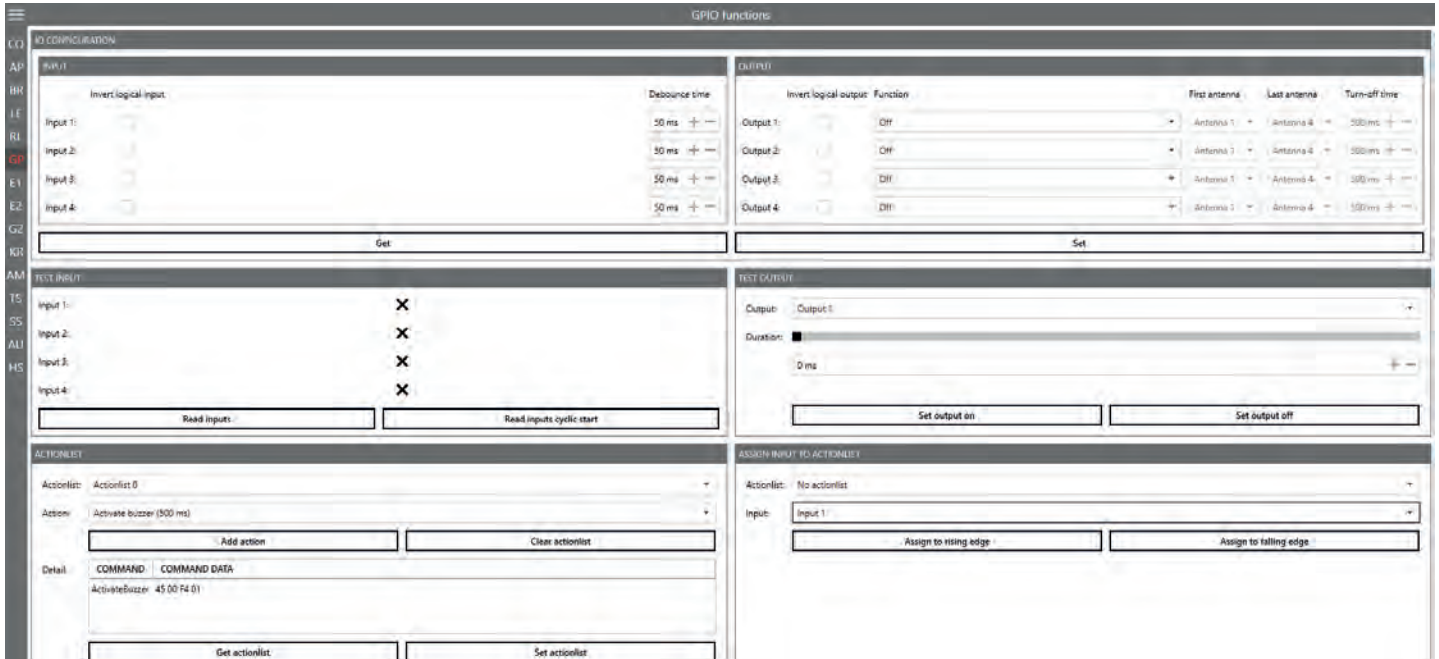 GPIO functions
CO
AP
BR
LE
RL
GP
E1
E2
G2
KR
AM
TS
SS
AU
HS
IO CONFIGURATION
INPUT
Invert logical input Debounce time
Input 1: 50 ms + −
Input 2: 50 ms + −
Input 3: 50 ms + −
Input 4: 50 ms + −
Get
OUTPUT
Invert logical output Function First antenna Last antenna Turn-off time
Output 1: Off Antenna 1 Antenna 4 500 ms + −
Output 2: Off Antenna 1 Antenna 4 500 ms + −
Output 3: Off Antenna 1 Antenna 4 500 ms + −
Output 4: Off Antenna 1 Antenna 4 500 ms + −
Set
TEST INPUT
Input 1:
Input 2:
Input 3:
Input 4:
Read inputs Read inputs cyclic start
TEST OUTPUT
Output: Output 1
Duration:
0 ms + −
Set output on Set output off
ACTIONLIST
Actionlist: Actionlist 0
Action: Activate buzzer (500 ms)
Add action Clear actionlist
Detail: COMMAND COMMAND DATA
ActivateBuzzer 45 00 F4 01
Get actionlist Set actionlist
ASSIGN INPUT TO ACTIONLIST
Actionlist: No actionlist
Input: Input 1
Assign to rising edge Assign to falling edge